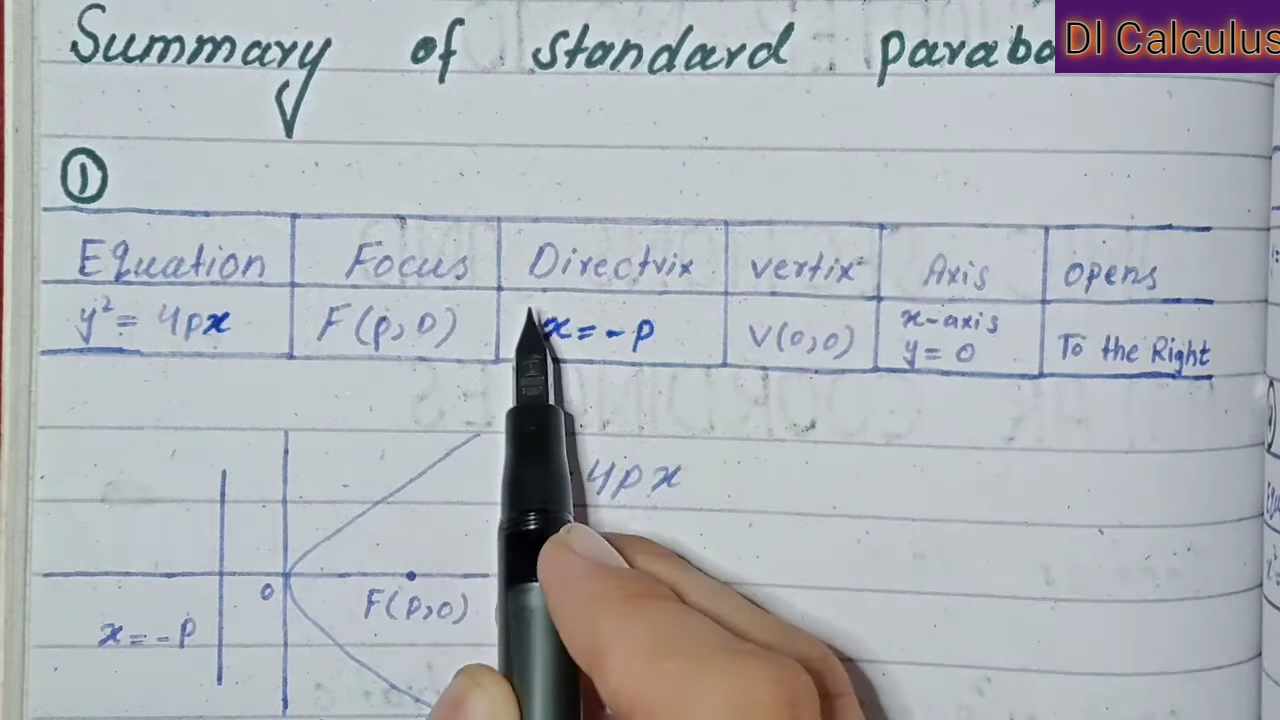 Summary of standard parabo
DI Calculus
①
Equation Focus Directrix vertix Axis opens
y² = 4px F(p,0) x = -p V(0,0) x-axis y = 0 To the Right
4px
0
F(P,0)
x = -P